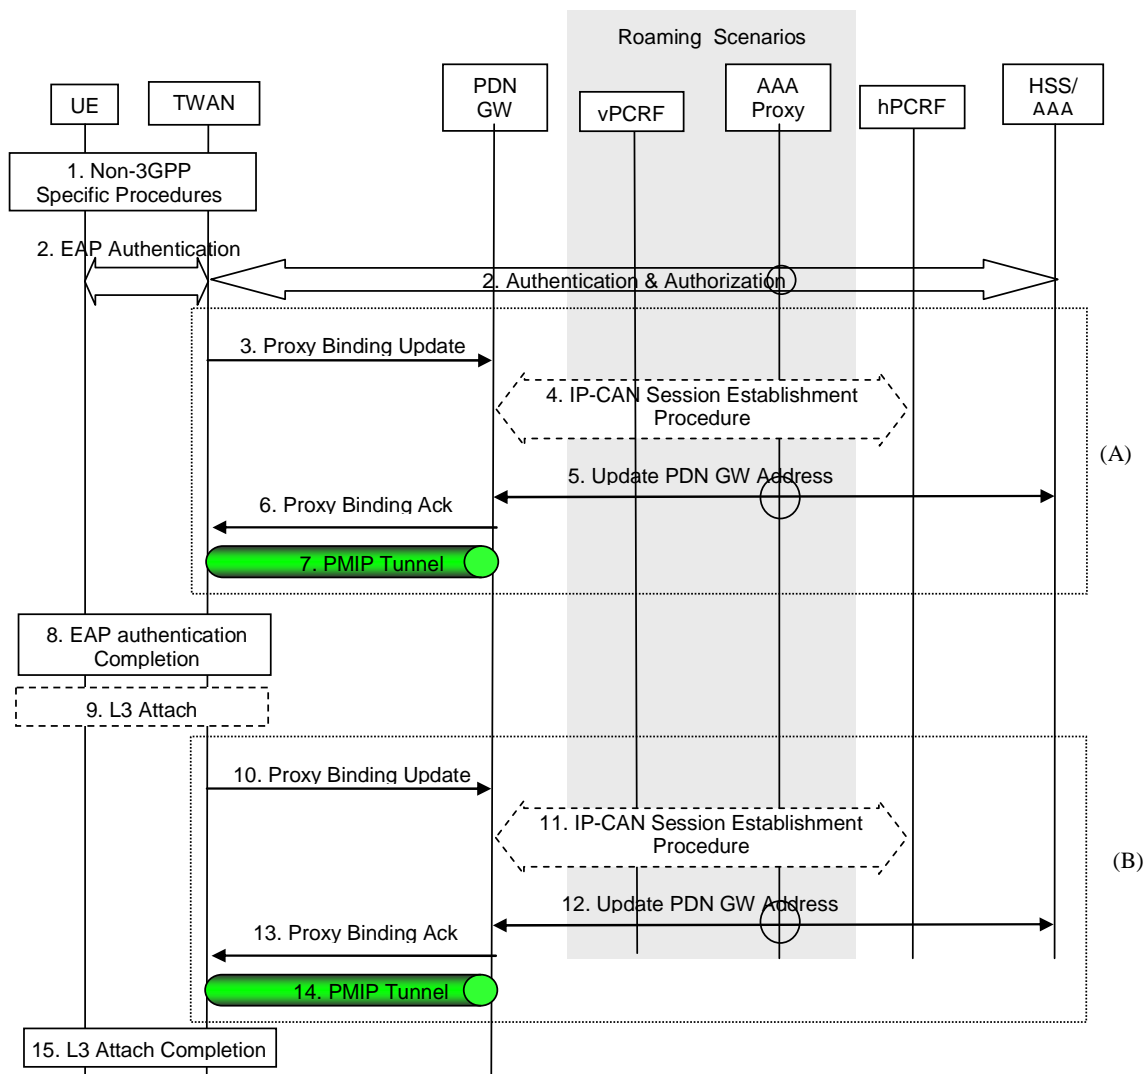 Roaming Scenarios
UE
TWAN
PDN
GW
vPCRF
AAA
Proxy
hPCRF
HSS/
AAA
1. Non-3GPP
Specific Procedures
2. EAP Authentication
2. Authentication & Authorization
3. Proxy Binding Update
4. IP-CAN Session Establishment
Procedure
(A)
5. Update PDN GW Address
6. Proxy Binding Ack
7. PMIP Tunnel
8. EAP authentication
Completion
9. L3 Attach
10. Proxy Binding Update
11. IP-CAN Session Establishment
Procedure
(B)
12. Update PDN GW Address
13. Proxy Binding Ack
14. PMIP Tunnel
15. L3 Attach Completion